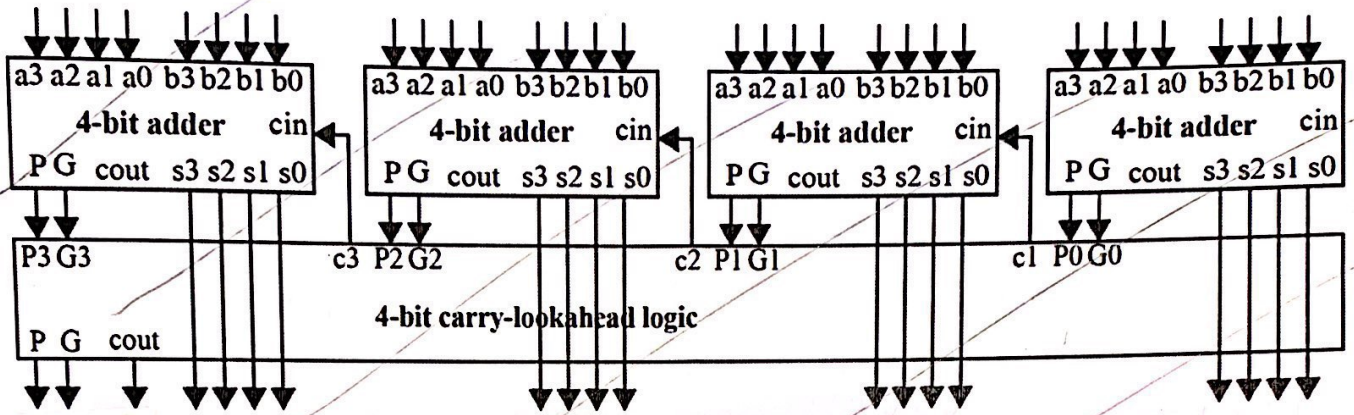 a3 a2 a1 a0 b3 b2 b1 b0
4-bit adder cin
P G cout s3 s2 s1 s0
a3 a2 a1 a0 b3 b2 b1 b0
4-bit adder cin
P G cout s3 s2 s1 s0
a3 a2 a1 a0 b3 b2 b1 b0
4-bit adder cin
P G cout s3 s2 s1 s0
a3 a2 a1 a0 b3 b2 b1 b0
4-bit adder cin
P G cout s3 s2 s1 s0
P3 G3 c3 P2 G2 c2 P1 G1 c1 P0 G0
4-bit carry-lookahead logic
P G cout